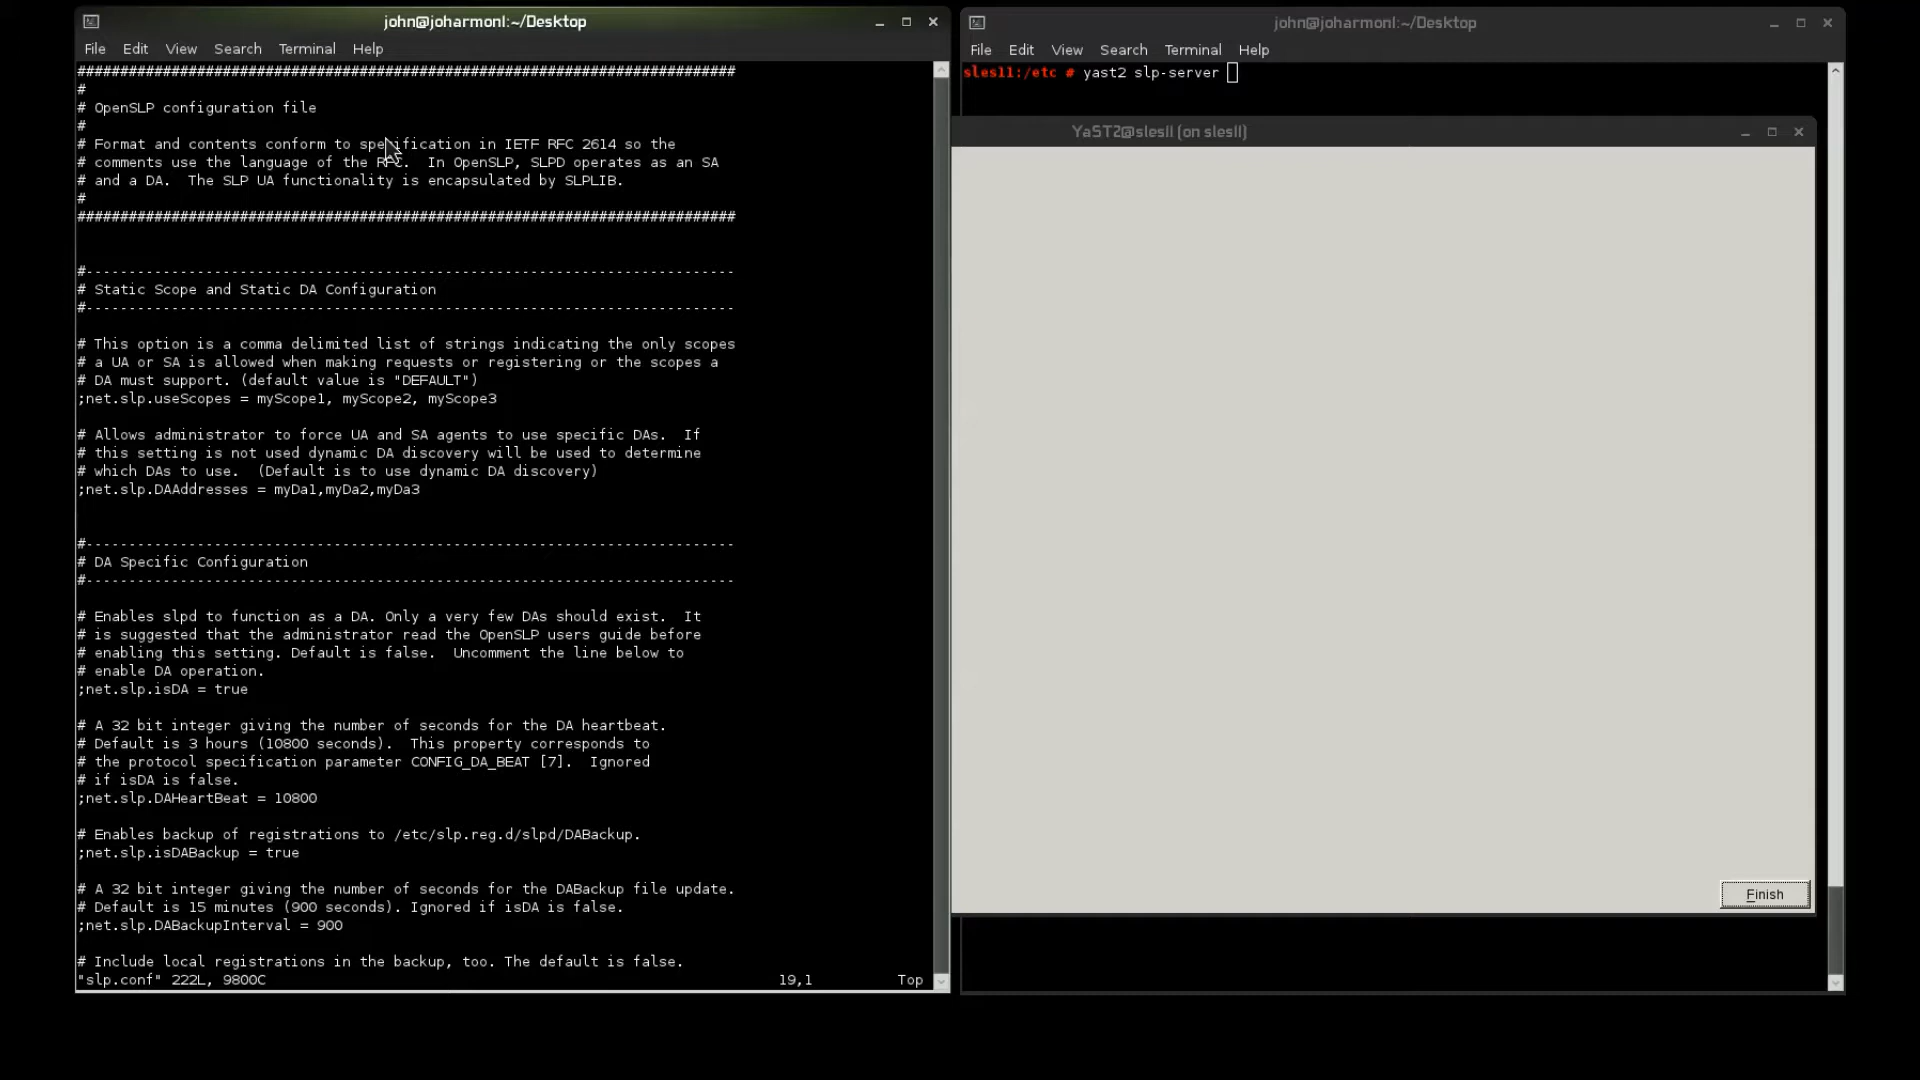 john@joharmonl:~/Desktop
File Edit View Search Terminal Help
################################################################################
#
# OpenSLP configuration file
#
# Format and contents conform to specification in IETF RFC 2614 so the
# comments use the language of the RFC.  In OpenSLP, SLPD operates as an SA
# and a DA.  The SLP UA functionality is encapsulated by SLPLIB.
#
################################################################################
#----------------------------------------------------------------------------
# Static Scope and Static DA Configuration
#----------------------------------------------------------------------------
# This option is a comma delimited list of strings indicating the only scopes
# a UA or SA is allowed when making requests or registering or the scopes a
# DA must support. (default value is "DEFAULT")
;net.slp.useScopes = myScope1, myScope2, myScope3
# Allows administrator to force UA and SA agents to use specific DAs.  If
# this setting is not used dynamic DA discovery will be used to determine
# which DAs to use.  (Default is to use dynamic DA discovery)
;net.slp.DAAddresses = myDa1,myDa2,myDa3
#----------------------------------------------------------------------------
# DA Specific Configuration
#----------------------------------------------------------------------------
# Enables slpd to function as a DA. Only a very few DAs should exist.  It
# is suggested that the administrator read the OpenSLP users guide before
# enabling this setting. Default is false.  Uncomment the line below to
# enable DA operation.
;net.slp.isDA = true
# A 32 bit integer giving the number of seconds for the DA heartbeat.
# Default is 3 hours (10800 seconds).  This property corresponds to
# the protocol specification parameter CONFIG_DA_BEAT [7].  Ignored
# if isDA is false.
;net.slp.DAHeartBeat = 10800
# Enables backup of registrations to /etc/slp.reg.d/slpd/DABackup.
;net.slp.isDABackup = true
# A 32 bit integer giving the number of seconds for the DABackup file update.
# Default is 15 minutes (900 seconds). Ignored if isDA is false.
;net.slp.DABackupInterval = 900
# Include local registrations in the backup, too. The default is false.
"slp.conf" 222L, 9800C 19,1 Top
john@joharmonl:~/Desktop
File Edit View Search Terminal Help
sles11:/etc # yast2 slp-server
YaST2@sles11 (on sles11)
Finish